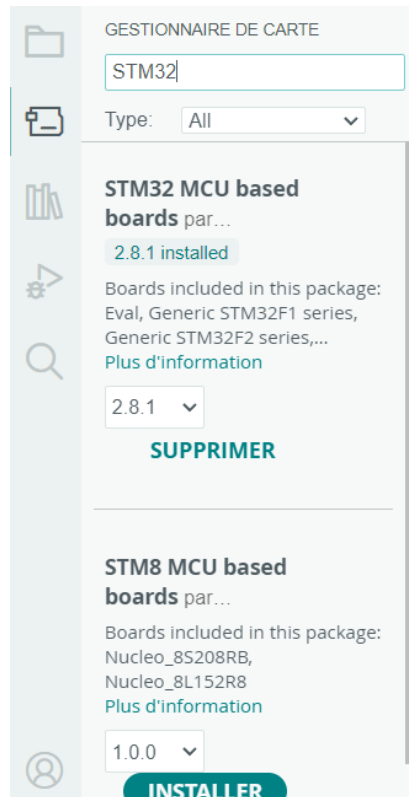 GESTIONNAIRE DE CARTE
STM32
Type: All
STM32 MCU based
boards par...
2.8.1 installed
Boards included in this package:
Eval, Generic STM32F1 series,
Generic STM32F2 series,...
Plus d'information
2.8.1
SUPPRIMER
STM8 MCU based
boards par...
Boards included in this package:
Nucleo_8S208RB,
Nucleo_8L152R8
Plus d'information
1.0.0
INSTALLER